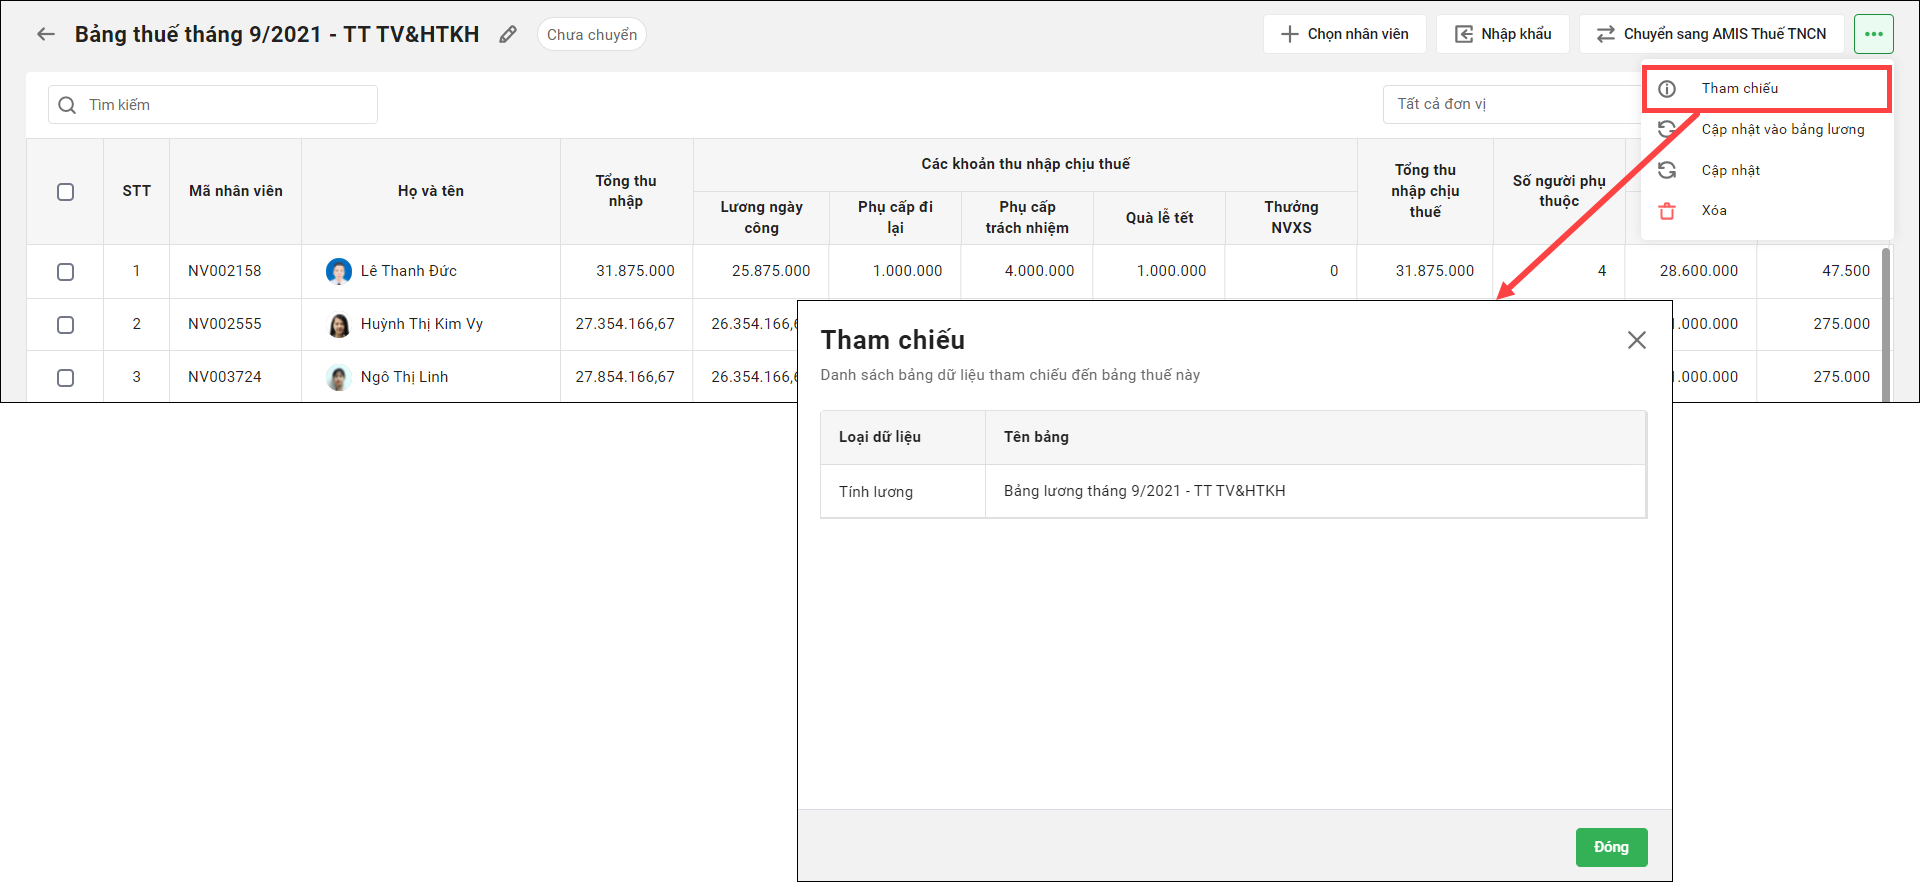 Bảng thuế tháng 9/2021 - TT TV&HTKH
Chưa chuyển
Chọn nhân viên
Nhập khẩu
Chuyển sang AMIS Thuế TNCN
Tìm kiếm
Tất cả đơn vị
Tham chiếu
Cập nhật vào bảng lương
Cập nhật
Xóa
STT
Mã nhân viên
Họ và tên
Tổng thu
nhập
Các khoản thu nhập chịu thuế
Lương ngày
công
Phụ cấp đi
lại
Phụ cấp
trách nhiệm
Quà lễ tết
Thưởng
NVXS
Tổng thu
nhập chịu
thuế
Số người phụ
thuộc
1 NV002158 Lê Thanh Đức 31.875.000 25.875.000 1.000.000 4.000.000 1.000.000 0 31.875.000 4 28.600.000 47.500
2 NV002555 Huỳnh Thị Kim Vy 27.354.166,67 26.354.166, .000.000 275.000
3 NV003724 Ngô Thị Linh 27.854.166,67 26.354.166, .000.000 275.000
Tham chiếu
Danh sách bảng dữ liệu tham chiếu đến bảng thuế này
Loại dữ liệu Tên bảng
Tính lương Bảng lương tháng 9/2021 - TT TV&HTKH
Đóng